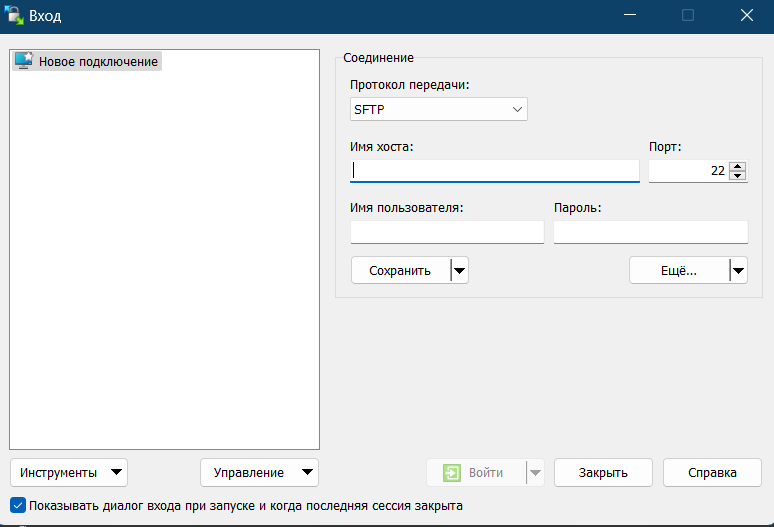 Вход
Новое подключение
Соединение
Протокол передачи:
SFTP
Имя хоста:
Порт:
22
Имя пользователя:
Пароль:
Сохранить
Ещё...
Инструменты
Управление
Войти
Закрыть
Справка
Показывать диалог входа при запуске и когда последняя сессия закрыта